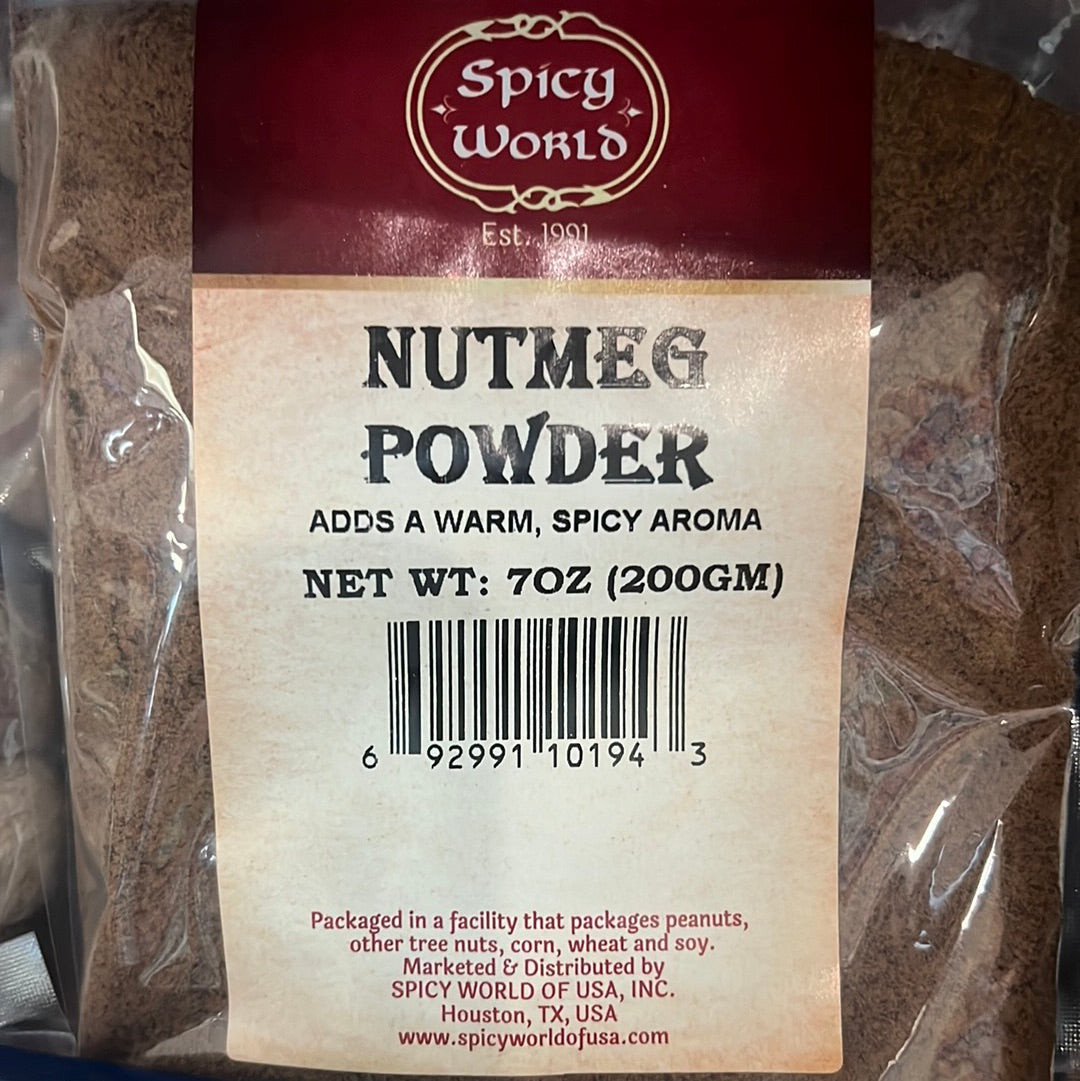 Spicy
World
Est. 1991
NUTMEG
POWDER
ADDS A WARM, SPICY AROMA
NET WT: 7OZ (200GM)
6 92991 10194 3
Packaged in a facility that packages peanuts,
other tree nuts, corn, wheat and soy.
Marketed & Distributed by
SPICY WORLD OF USA, INC.
Houston, TX, USA
www.spicyworldofusa.com